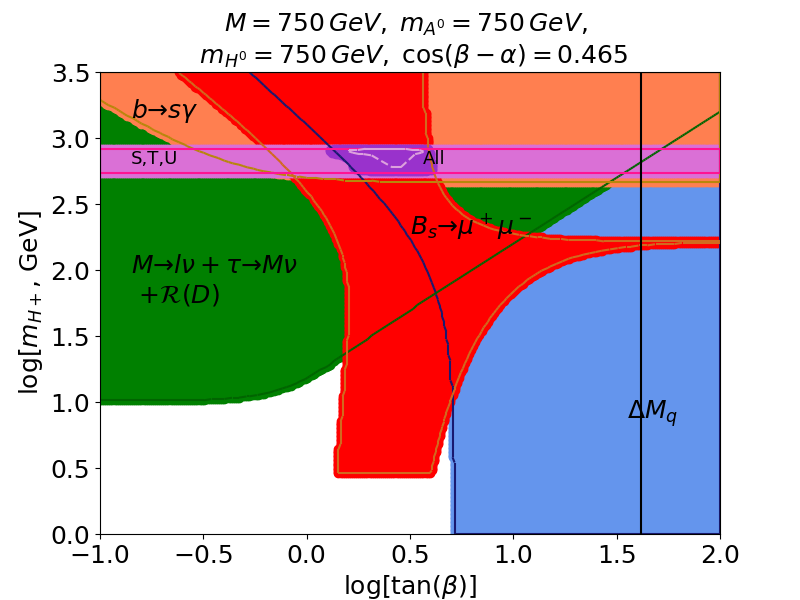 M = 750 GeV, m_{A^0} = 750 GeV,
m_{H^0} = 750 GeV, cos(β − α) = 0.465
3.5
3.0
2.5
2.0
1.5
1.0
0.5
0.0
log[m_{H+}, GeV]
b→sγ
S,T,U
All
B_s→μ^+μ^−
M→lν + τ→Mν
+ℛ(D)
ΔM_q
−1.0 −0.5 0.0 0.5 1.0 1.5 2.0
log[tan(β)]